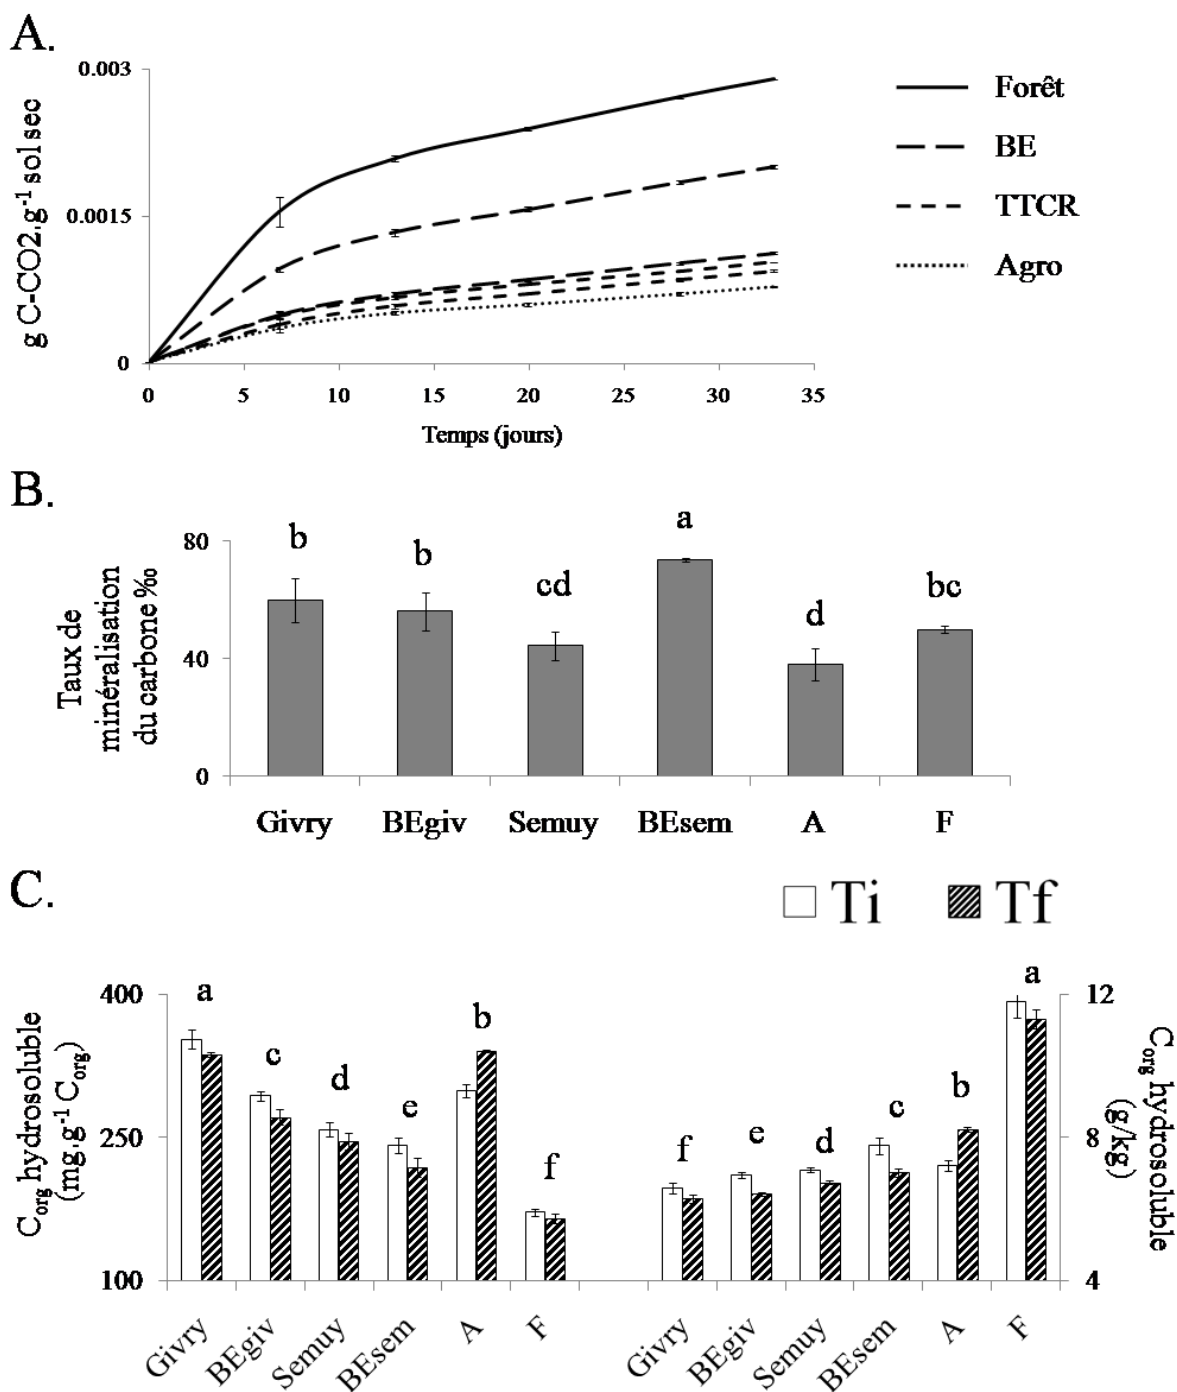 A.
g C-CO2.g-1 sol sec
0.003
0.0015
0
0
5
10
15
20
25
30
35
Temps (jours)
Forêt
BE
TTCR
Agro
B.
Taux de
minéralisation
du carbone ‰
80
40
0
b
b
cd
a
d
bc
Givry
BEgiv
Semuy
BEsem
A
F
C.
Ti
Tf
Corg hydrosoluble
(mg.g-1 Corg)
400
250
100
a
c
d
e
b
f
f
e
d
c
b
a
12
8
4
Corg hydrosoluble
(g/kg)
Givry
BEgiv
Semuy
BEsem
A
F
Givry
BEgiv
Semuy
BEsem
A
F